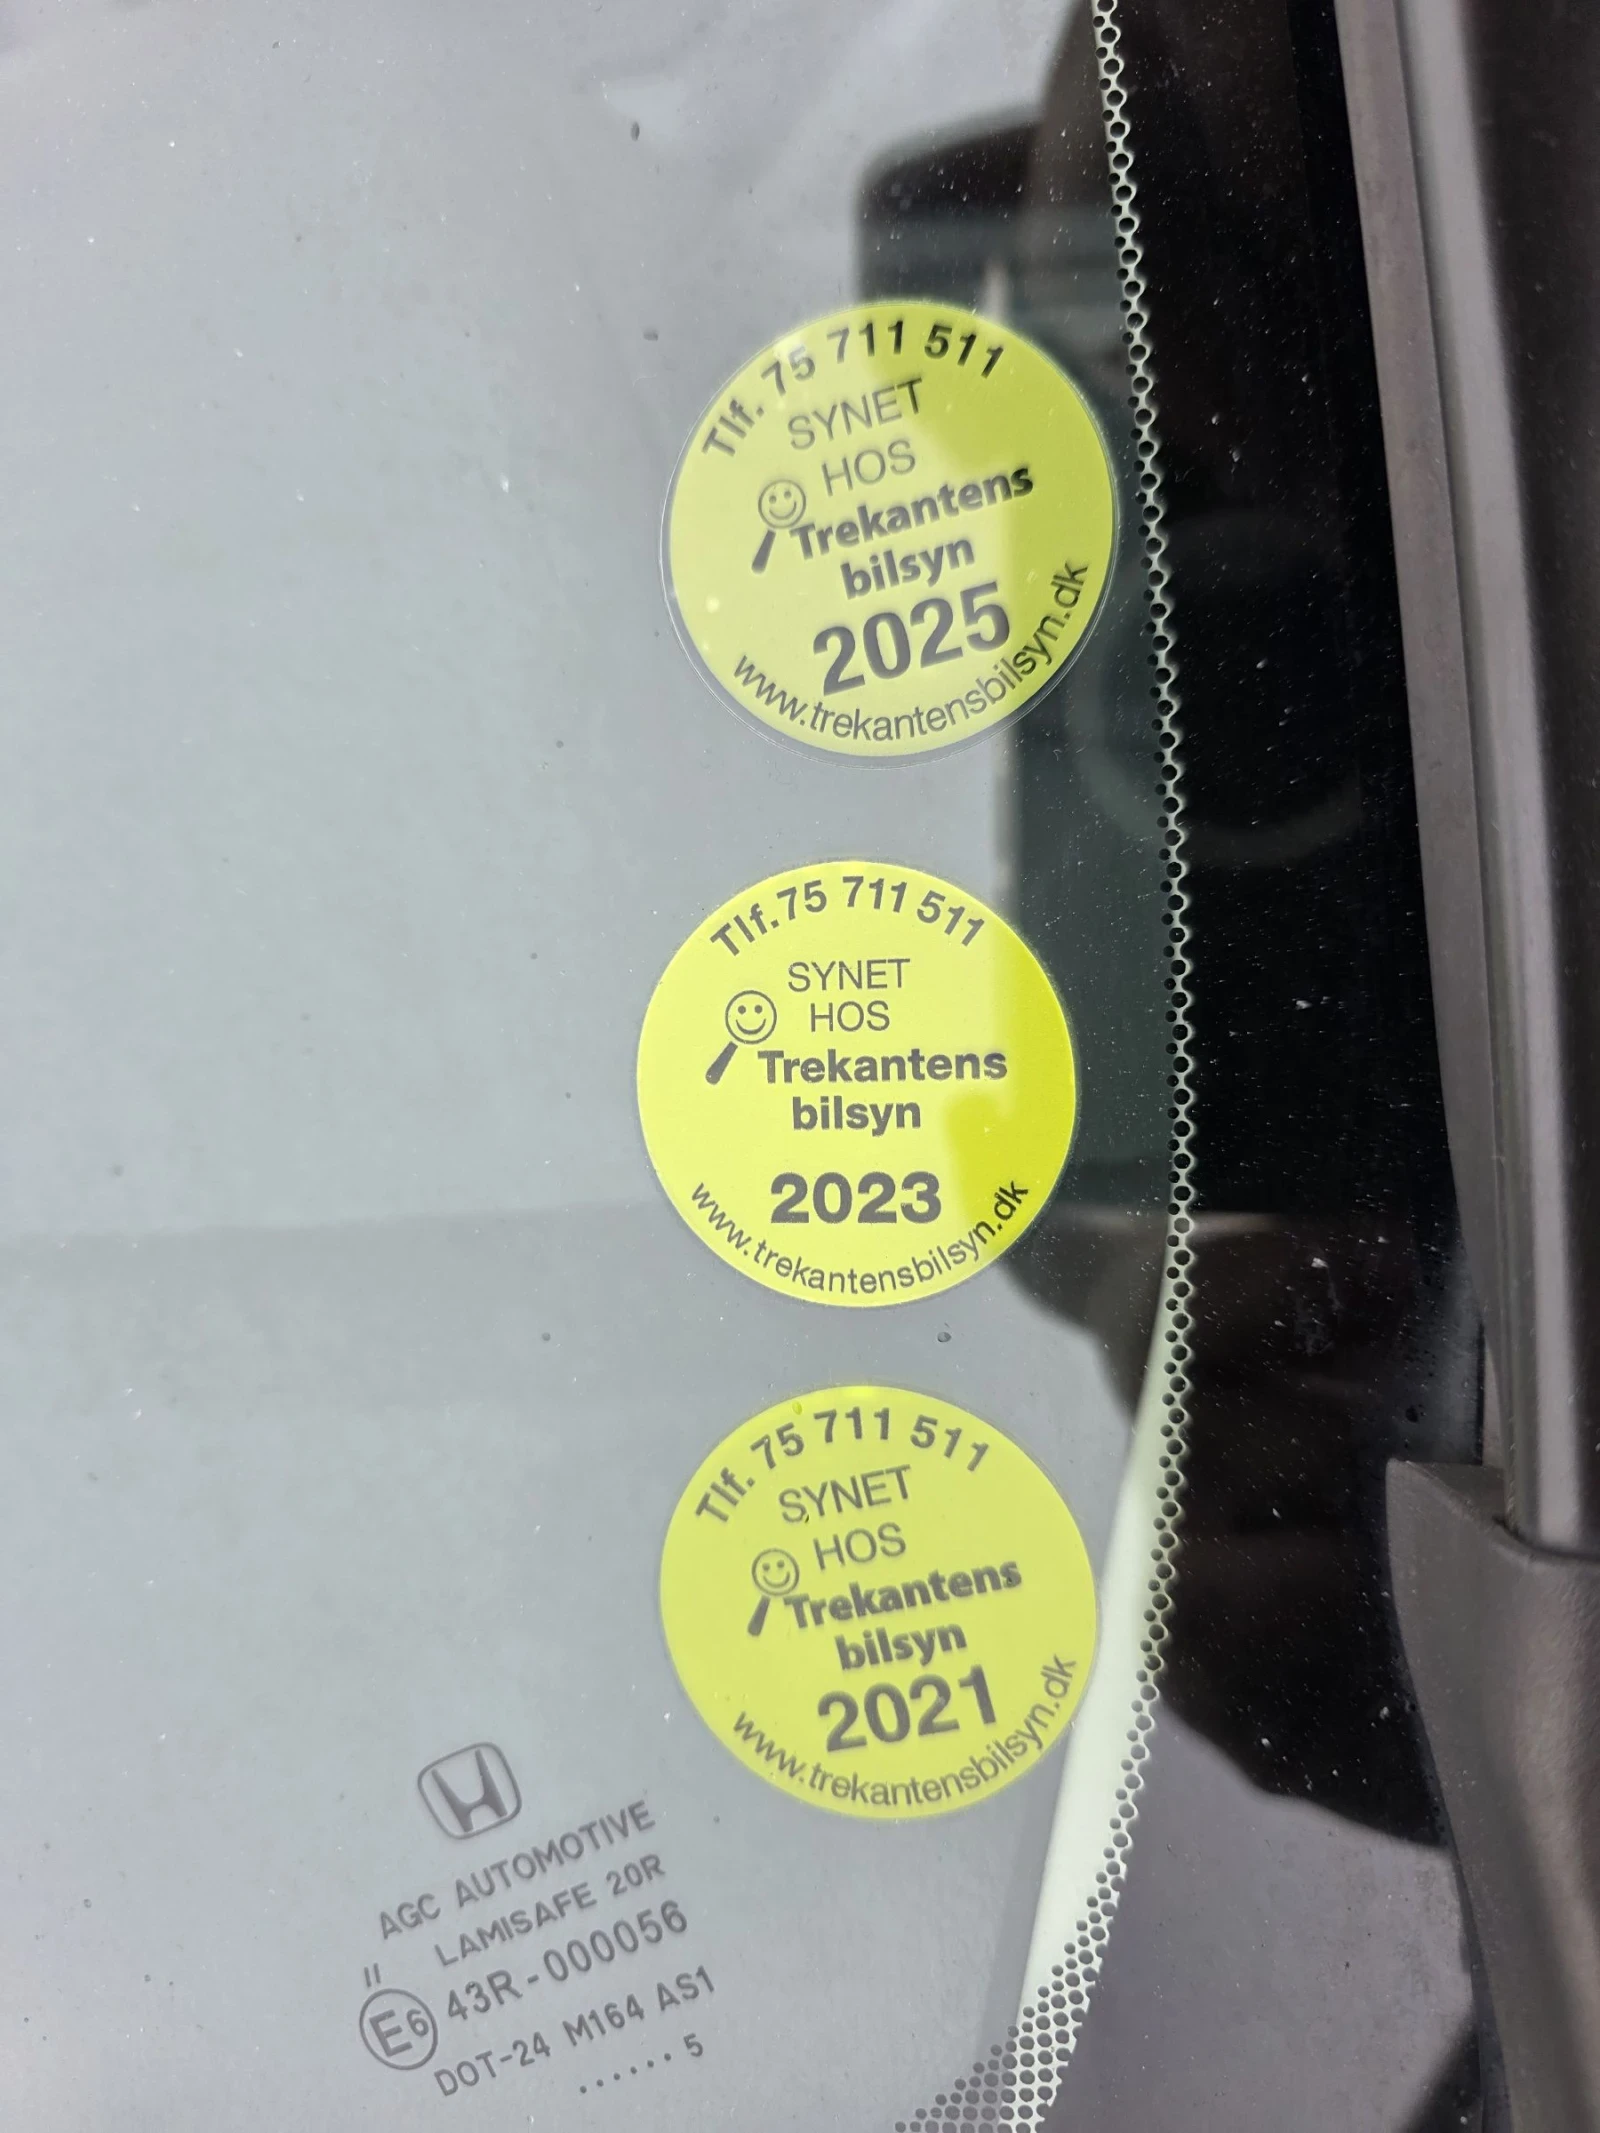 Tlf. 75 711 511
SYNET
HOS
Trekantens
bilsyn
2025
www.trekantensbilsyn.dk
Tlf.75 711 511
SYNET
HOS
Trekantens
bilsyn
2023
www.trekantensbilsyn.dk
Tlf. 75 711 511
SYNET
HOS
Trekantens
bilsyn
2021
www.trekantensbilsyn.dk
AGC AUTOMOTIVE
LAMISAFE 20R
II
E6 43R-000056
DOT-24 M164 AS1
...... 5